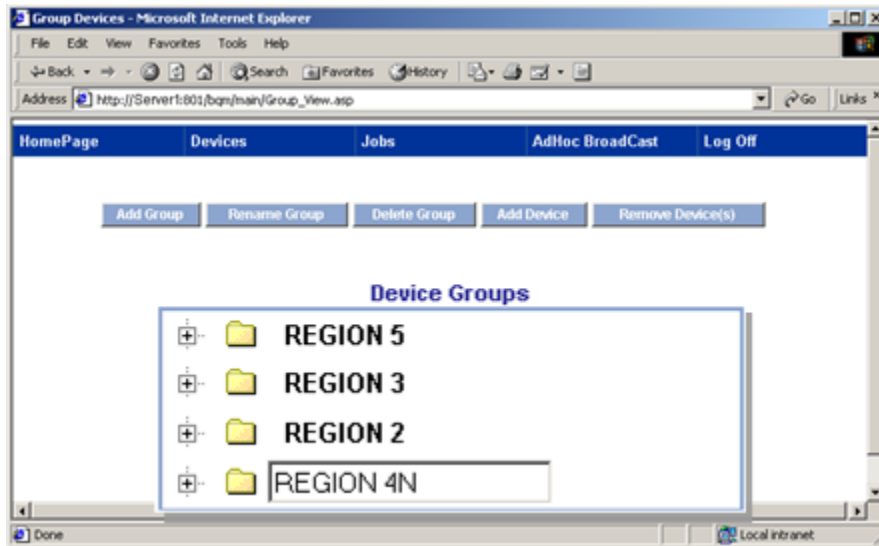 Group Devices - Microsoft Internet Explorer
File Edit View Favorites Tools Help
Back Search Favorites History
Address http://Server1:801/bqm/main/Group_View.asp Go Links
HomePage Devices Jobs AdHoc BroadCast Log Off
Add Group Rename Group Delete Group Add Device Remove Device(s)
Device Groups
REGION 5
REGION 3
REGION 2
REGION 4N
Done Local intranet